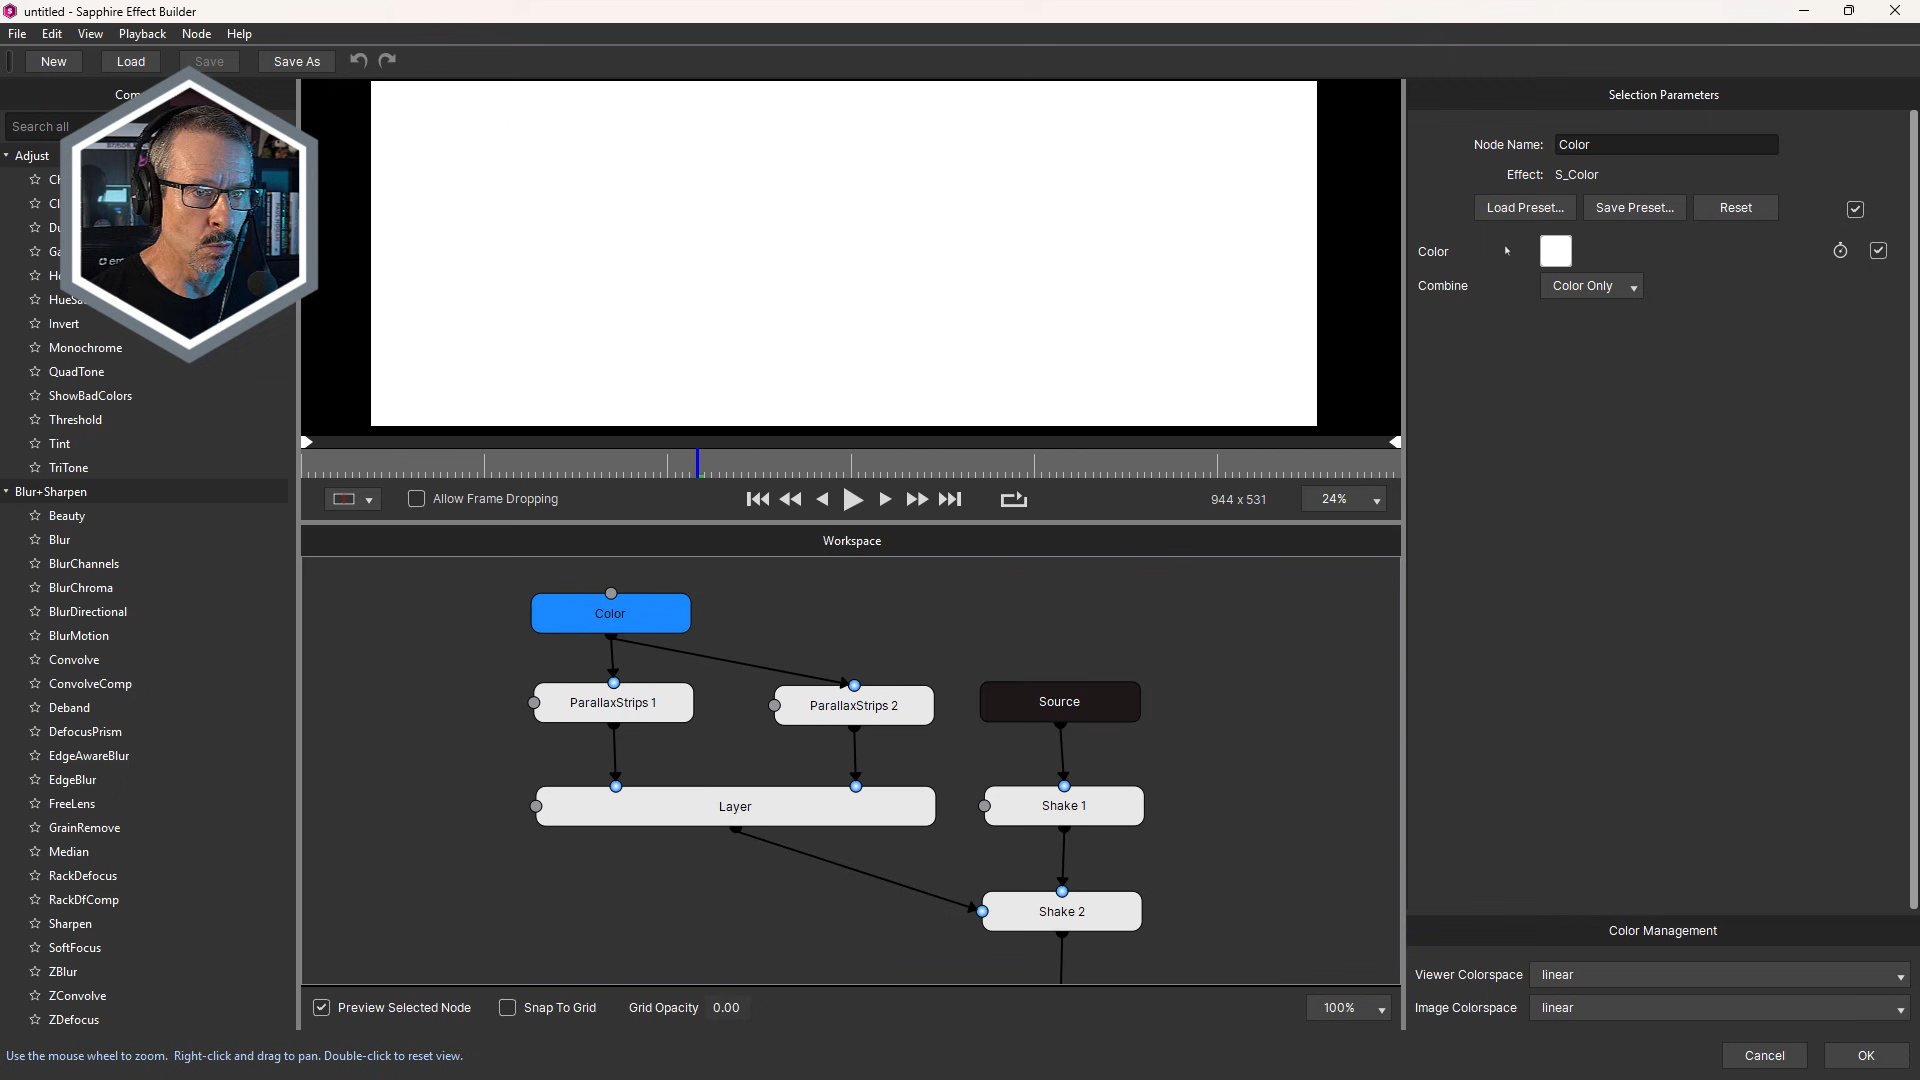 untitled - Sapphire Effect Builder
File Edit View Playback Node Help
New Load Save Save As
Search all
Adjust
Invert
Monochrome
QuadTone
ShowBadColors
Threshold
Tint
TriTone
Blur+Sharpen
Beauty
Blur
BlurChannels
BlurChroma
BlurDirectional
BlurMotion
Convolve
ConvolveComp
Deband
DefocusPrism
EdgeAwareBlur
EdgeBlur
FreeLens
GrainRemove
Median
RackDefocus
RackDfComp
Sharpen
SoftFocus
ZBlur
ZConvolve
ZDefocus
Allow Frame Dropping
944 x 531
24%
Workspace
Color
ParallaxStrips 1
ParallaxStrips 2
Source
Layer
Shake 1
Shake 2
Preview Selected Node
Snap To Grid
Grid Opacity 0.00
100%
Selection Parameters
Node Name: Color
Effect: S_Color
Load Preset... Save Preset... Reset
Color
Combine Color Only
Color Management
Viewer Colorspace linear
Image Colorspace linear
Use the mouse wheel to zoom. Right-click and drag to pan. Double-click to reset view.
Cancel OK